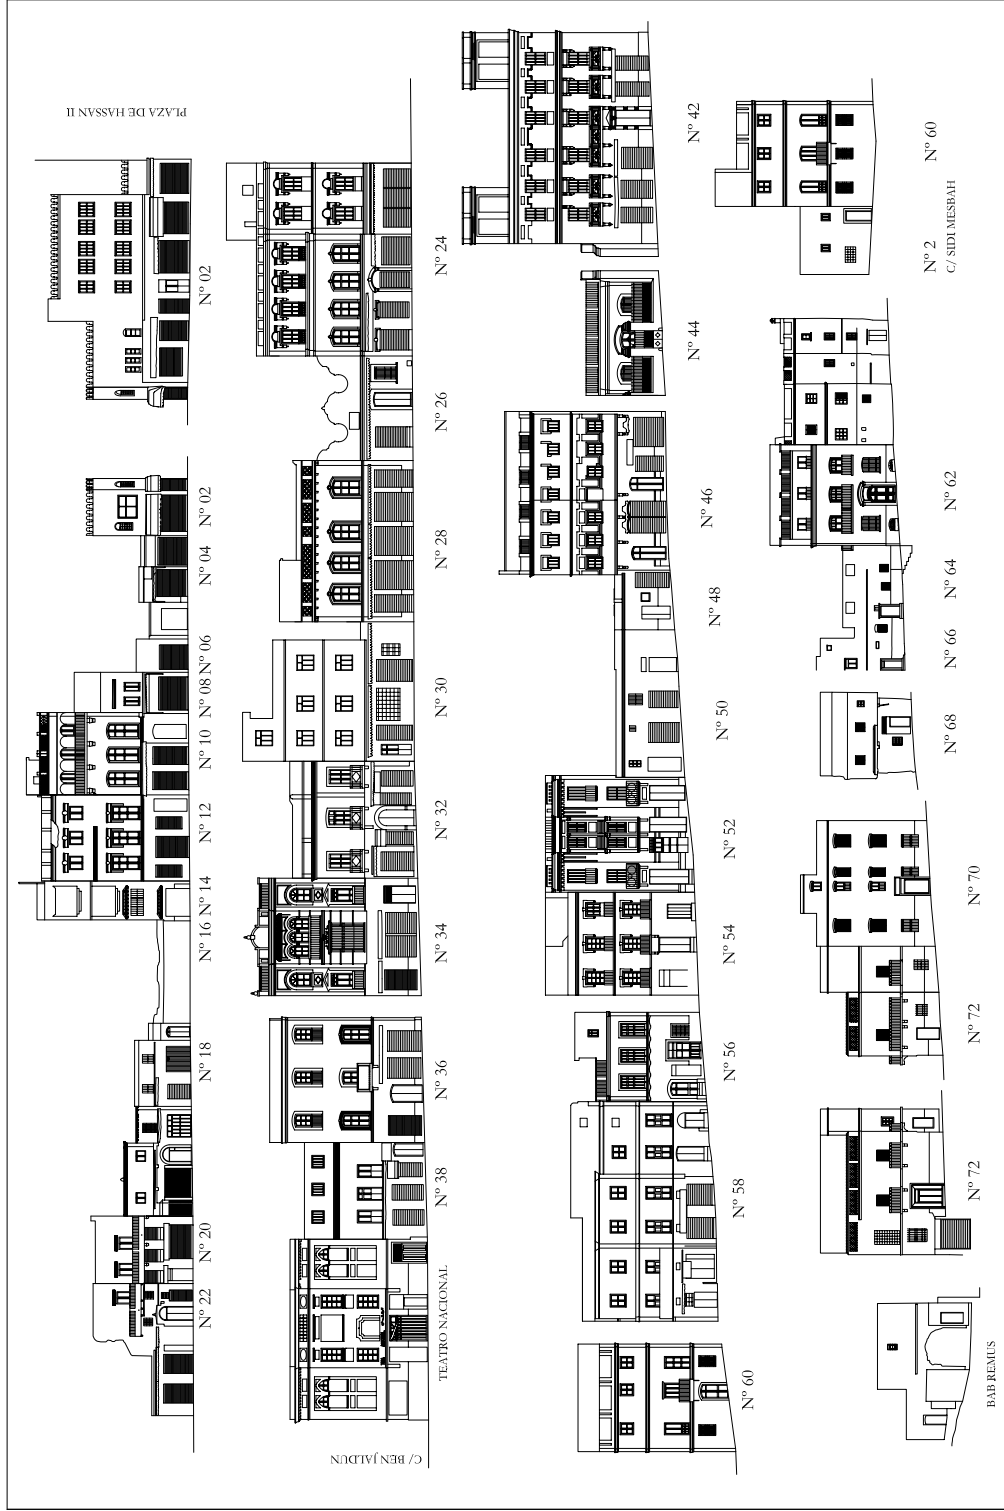 PLAZA DE HASSAN II
Nº 02
Nº 02
Nº 04
Nº 06
Nº 08
Nº 10
Nº 12
Nº 14
Nº 16
Nº 18
Nº 20
Nº 22
Nº 24
Nº 26
Nº 28
Nº 30
Nº 32
Nº 34
Nº 36
Nº 38
TEATRO NACIONAL
C/ BEN JALDUN
Nº 42
Nº 44
Nº 46
Nº 48
Nº 50
Nº 52
Nº 54
Nº 56
Nº 58
Nº 60
Nº 60
Nº 2
C/ SIDI MESBAH
Nº 62
Nº 64
Nº 66
Nº 68
Nº 70
Nº 72
Nº 72
BAB REMUS